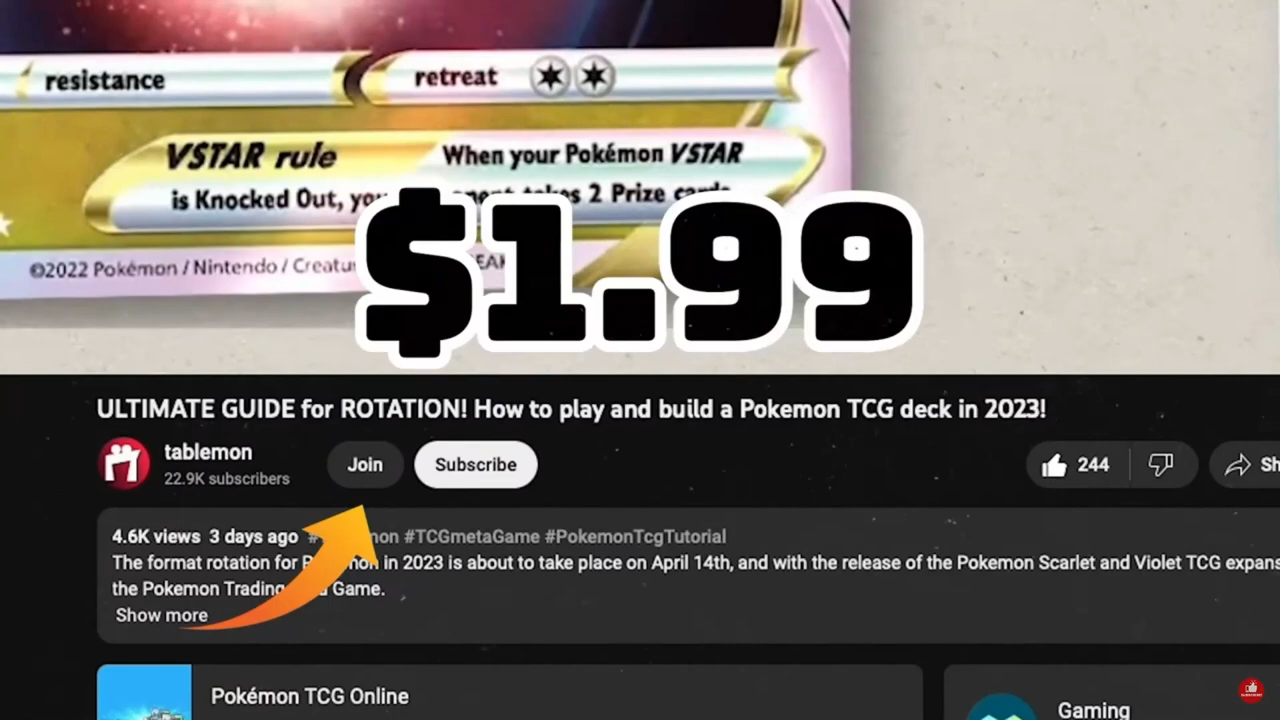 resistance
retreat
VSTAR rule When your Pokémon VSTAR
is Knocked Out, takes 2 Prize cards.
©2022 Pokémon / Nintendo /
$1.99
ULTIMATE GUIDE for ROTATION! How to play and build a Pokemon TCG deck in 2023!
tablemon
22.9K subscribers
Join
Subscribe
244
Sh
4.6K views 3 days ago #TCGmetaGame #PokemonTcgTutorial
The format rotation for in 2023 is about to take place on April 14th, and with the release of the Pokemon Scarlet and Violet TCG expans
the Pokemon Trading Game.
Show more
Pokémon TCG Online
Gaming